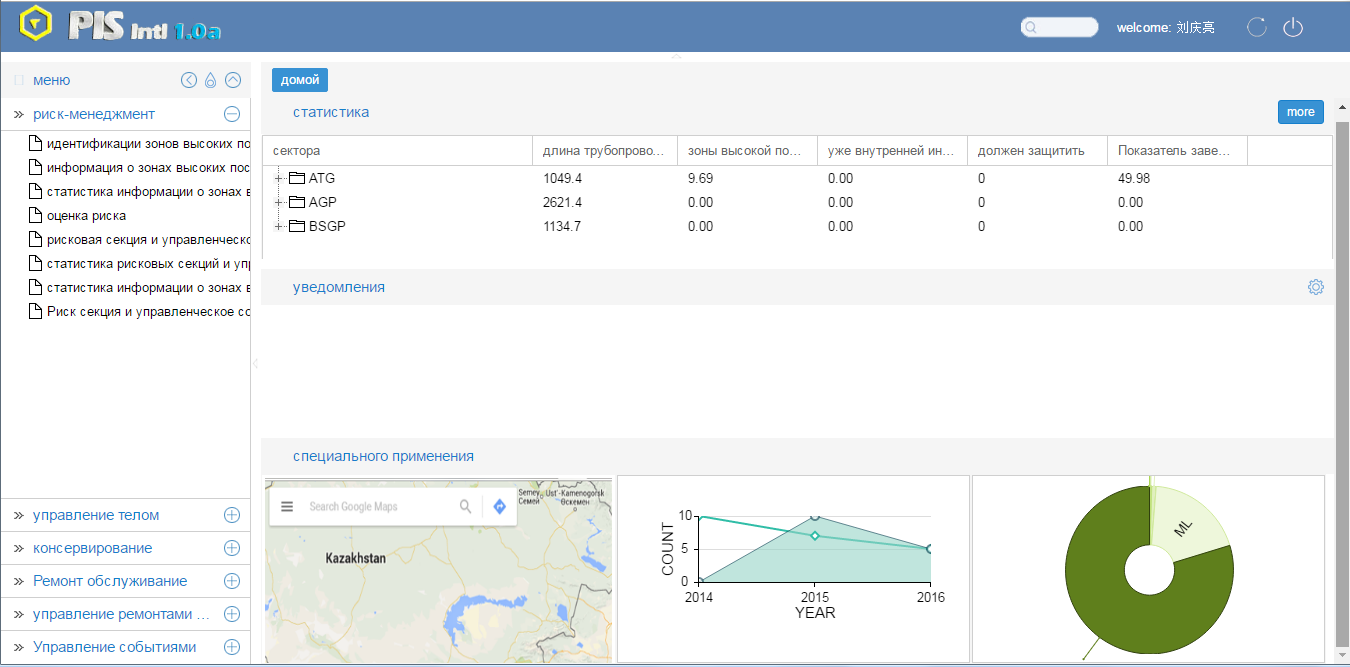 PIS Intl 1.0a
welcome: 刘庆亮
меню
риск-менеджмент
идентификации зонов высоких по
информация о зонах высоких пос
статистика информации о зонах в
оценка риска
рисковая секция и управленческо
статистика рисковых секций и упр
статистика информации о зонах в
Риск секция и управленческое со
управление телом
консервирование
Ремонт обслуживание
управление ремонтами ...
Управление событиями
домой
статистика
more
сектора длина трубопрово... зоны высокой по... уже внутренней ин... должен защитить Показатель заве...
ATG 1049.4 9.69 0.00 0 49.98
AGP 2621.4 0.00 0.00 0 0.00
BSGP 1134.7 0.00 0.00 0 0.00
уведомления
специального применения
Search Google Maps
Semey Ust'-Kamenogorsk
Семей Өскемен
Kazakhstan
COUNT
10
5
0
2014 2015 2016
YEAR
ML